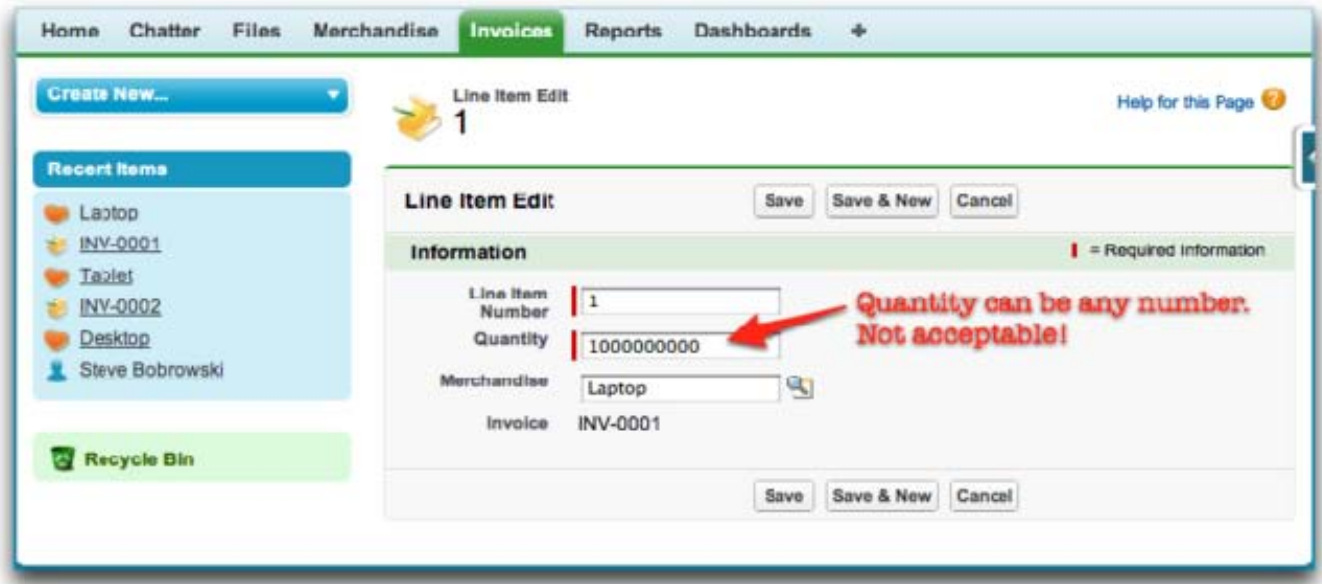 Home Chatter Files Merchandise Invoices Reports Dashboards +
Create New...
Recent Items
Laptop
INV-0001
Tablet
INV-0002
Desktop
Steve Bobrowski
Recycle Bin
Line Item Edit
1
Help for this Page ?
Line Item Edit
Save Save & New Cancel
Information
= Required Information
Line Item Number 1
Quantity 1000000000
Merchandise Laptop
Invoice INV-0001
Quantity can be any number.
Not acceptable!
Save Save & New Cancel